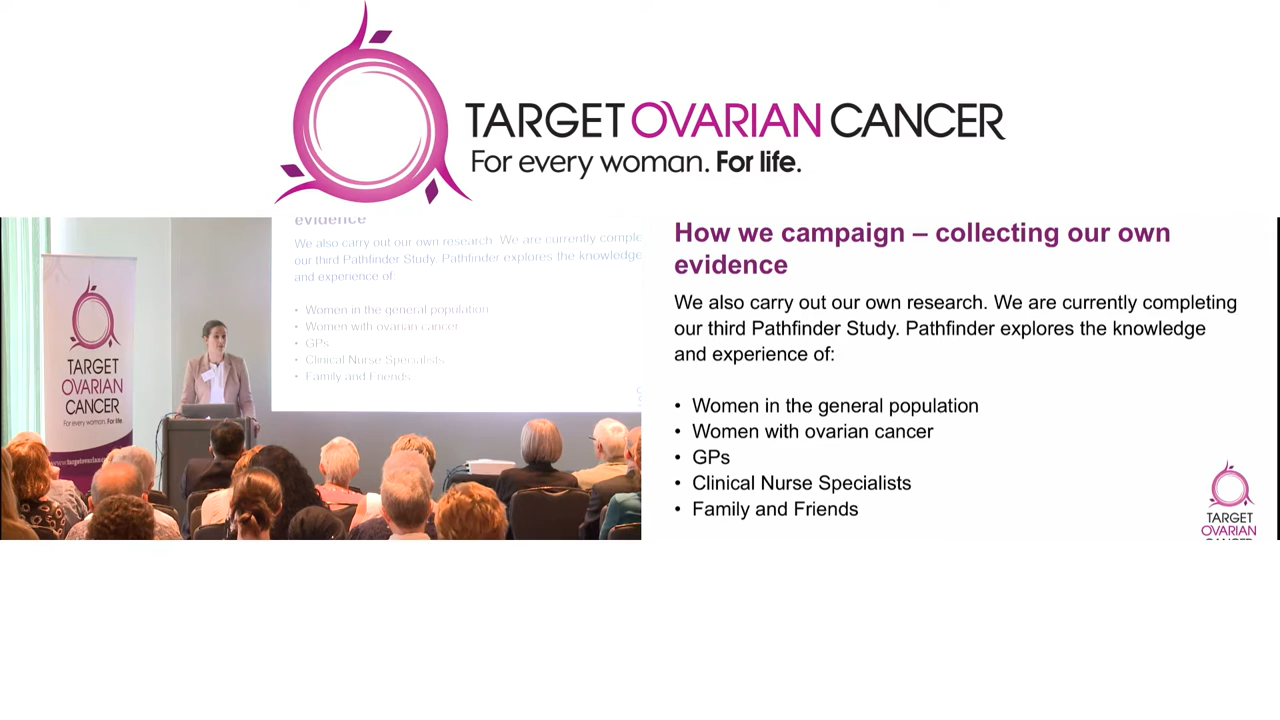 TARGET OVARIAN CANCER
For every woman. For life.
evidence
We also carry out our own research. We are currently comple
our third Pathfinder Study. Pathfinder explores the knowledge
and experience of:
• Women in the general population
• Women with ovarian cancer
• GPs
• Clinical Nurse Specialists
• Family and Friends
TARGET
OVARIAN
CANCER
For every woman. For life.
How we campaign – collecting our own
evidence
We also carry out our own research. We are currently completing
our third Pathfinder Study. Pathfinder explores the knowledge
and experience of:
• Women in the general population
• Women with ovarian cancer
• GPs
• Clinical Nurse Specialists
• Family and Friends
TARGET
OVARIAN
CANCER